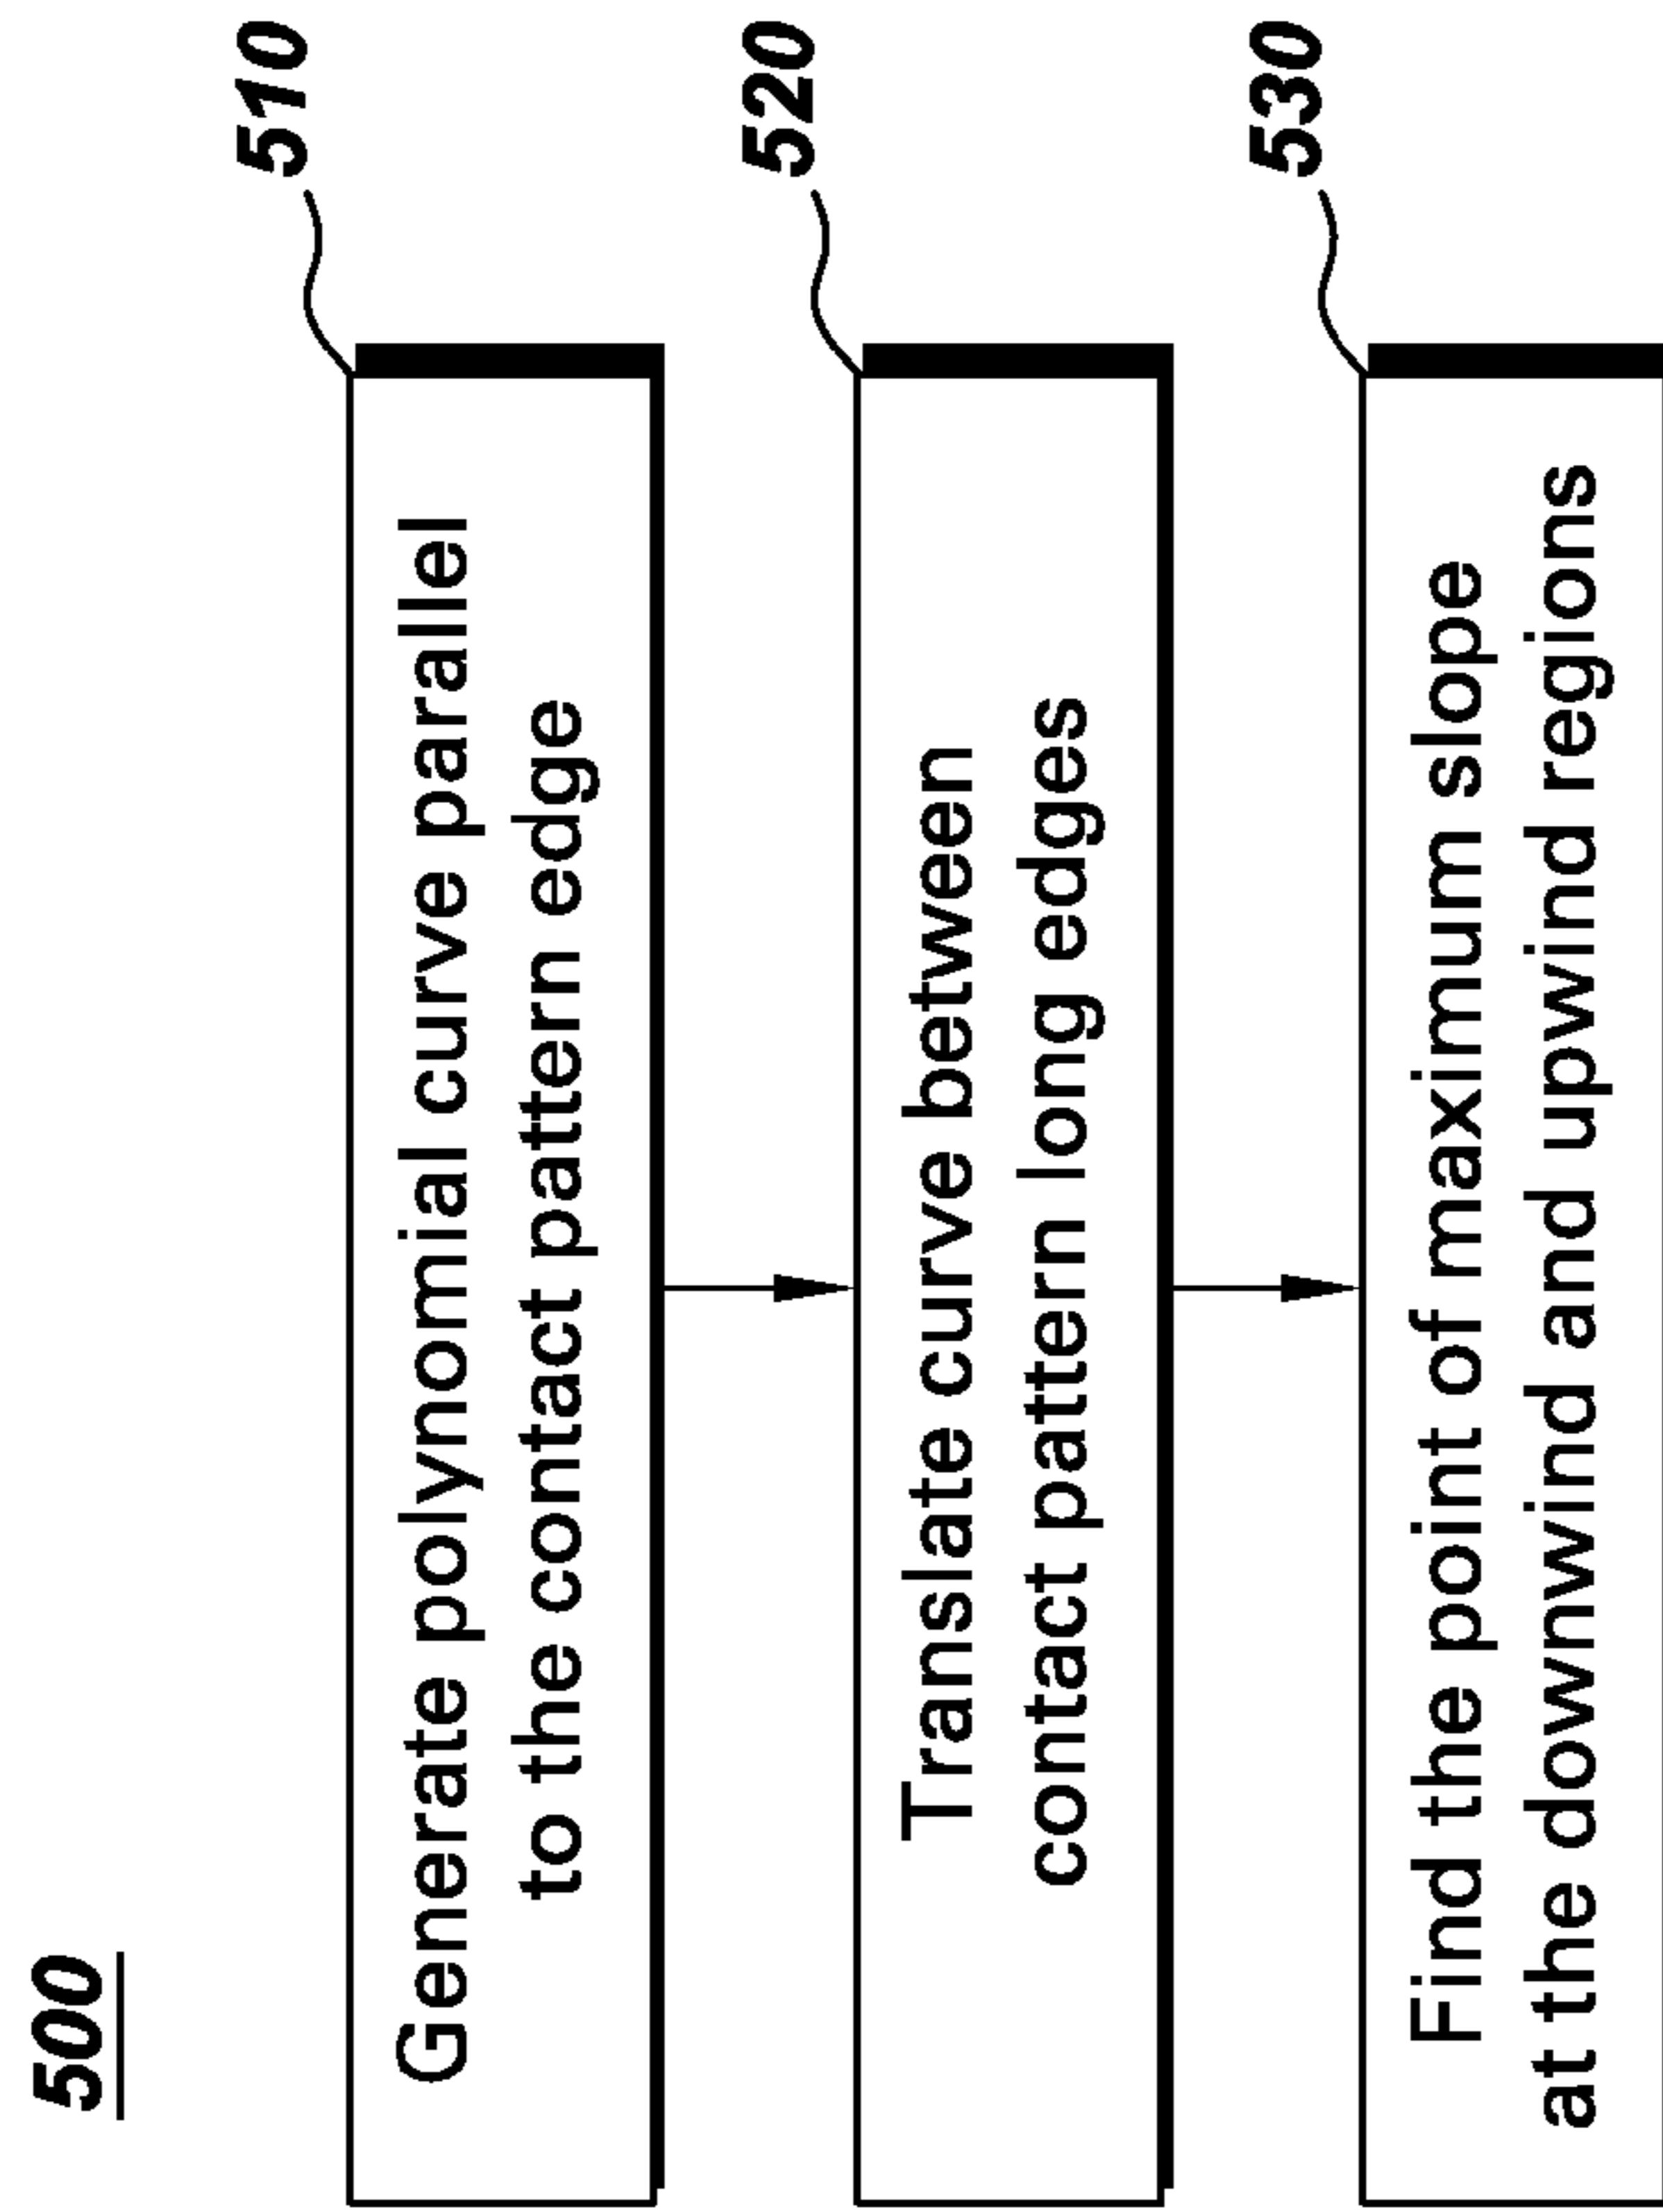 500
510
Generate polynomial curve parallel
to the contact pattern edge
520
Translate curve between
contact pattern long edges
530
Find the point of maximum slope
at the downwind and upwind regions